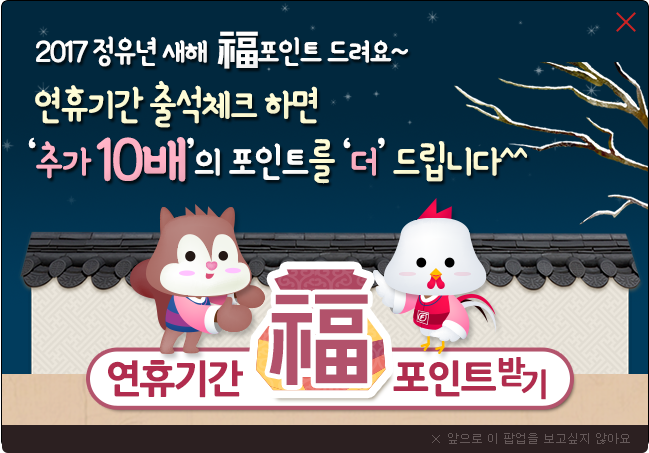 2017 정유년 새해 福포인트 드려요~
연휴기간 출석체크 하면
‘추가 10배’의 포인트를 ‘더’ 드립니다^^
福
연휴기간 포인트받기
F
× 앞으로 이 팝업을 보고싶지 않아요